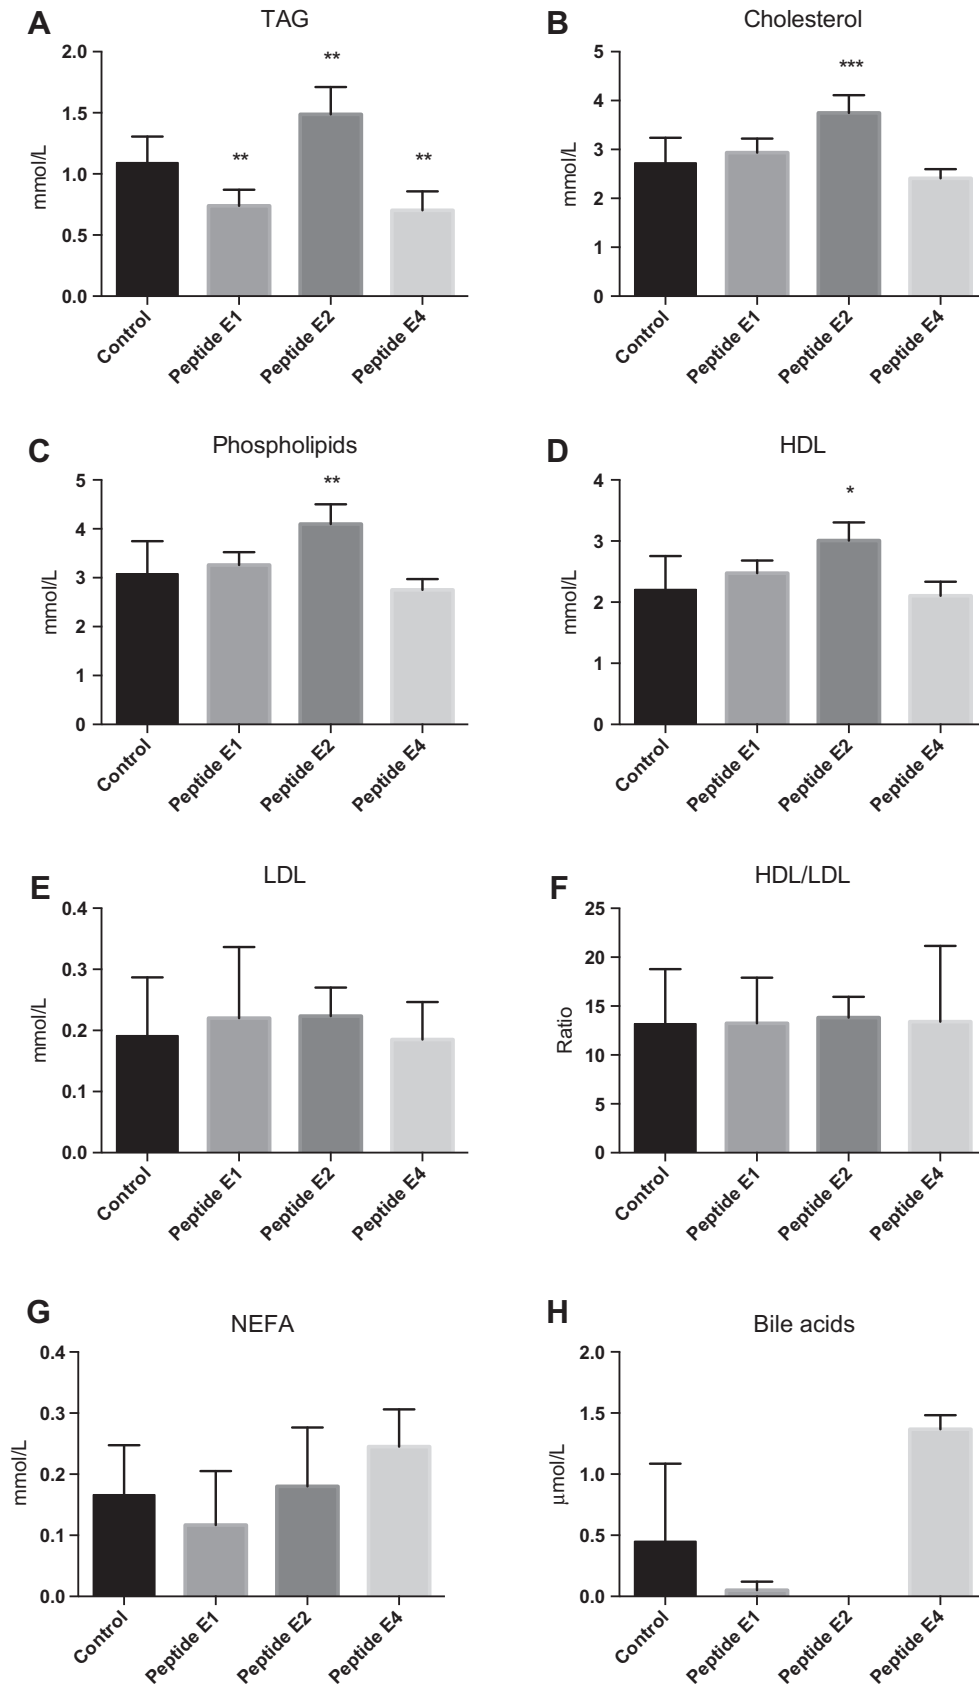 A
TAG
2.0
1.5
1.0
0.5
0.0
mmol/L
**
**
**
Control
Peptide E1
Peptide E2
Peptide E4
B
Cholesterol
5
4
3
2
1
0
mmol/L
***
Control
Peptide E1
Peptide E2
Peptide E4
C
Phospholipids
5
4
3
2
1
0
mmol/L
**
Control
Peptide E1
Peptide E2
Peptide E4
D
HDL
4
3
2
1
0
mmol/L
*
Control
Peptide E1
Peptide E2
Peptide E4
E
LDL
0.4
0.3
0.2
0.1
0.0
mmol/L
Control
Peptide E1
Peptide E2
Peptide E4
F
HDL/LDL
25
20
15
10
5
0
Ratio
Control
Peptide E1
Peptide E2
Peptide E4
G
NEFA
0.4
0.3
0.2
0.1
0.0
mmol/L
Control
Peptide E1
Peptide E2
Peptide E4
H
Bile acids
2.0
1.5
1.0
0.5
0.0
µmol/L
Control
Peptide E1
Peptide E2
Peptide E4